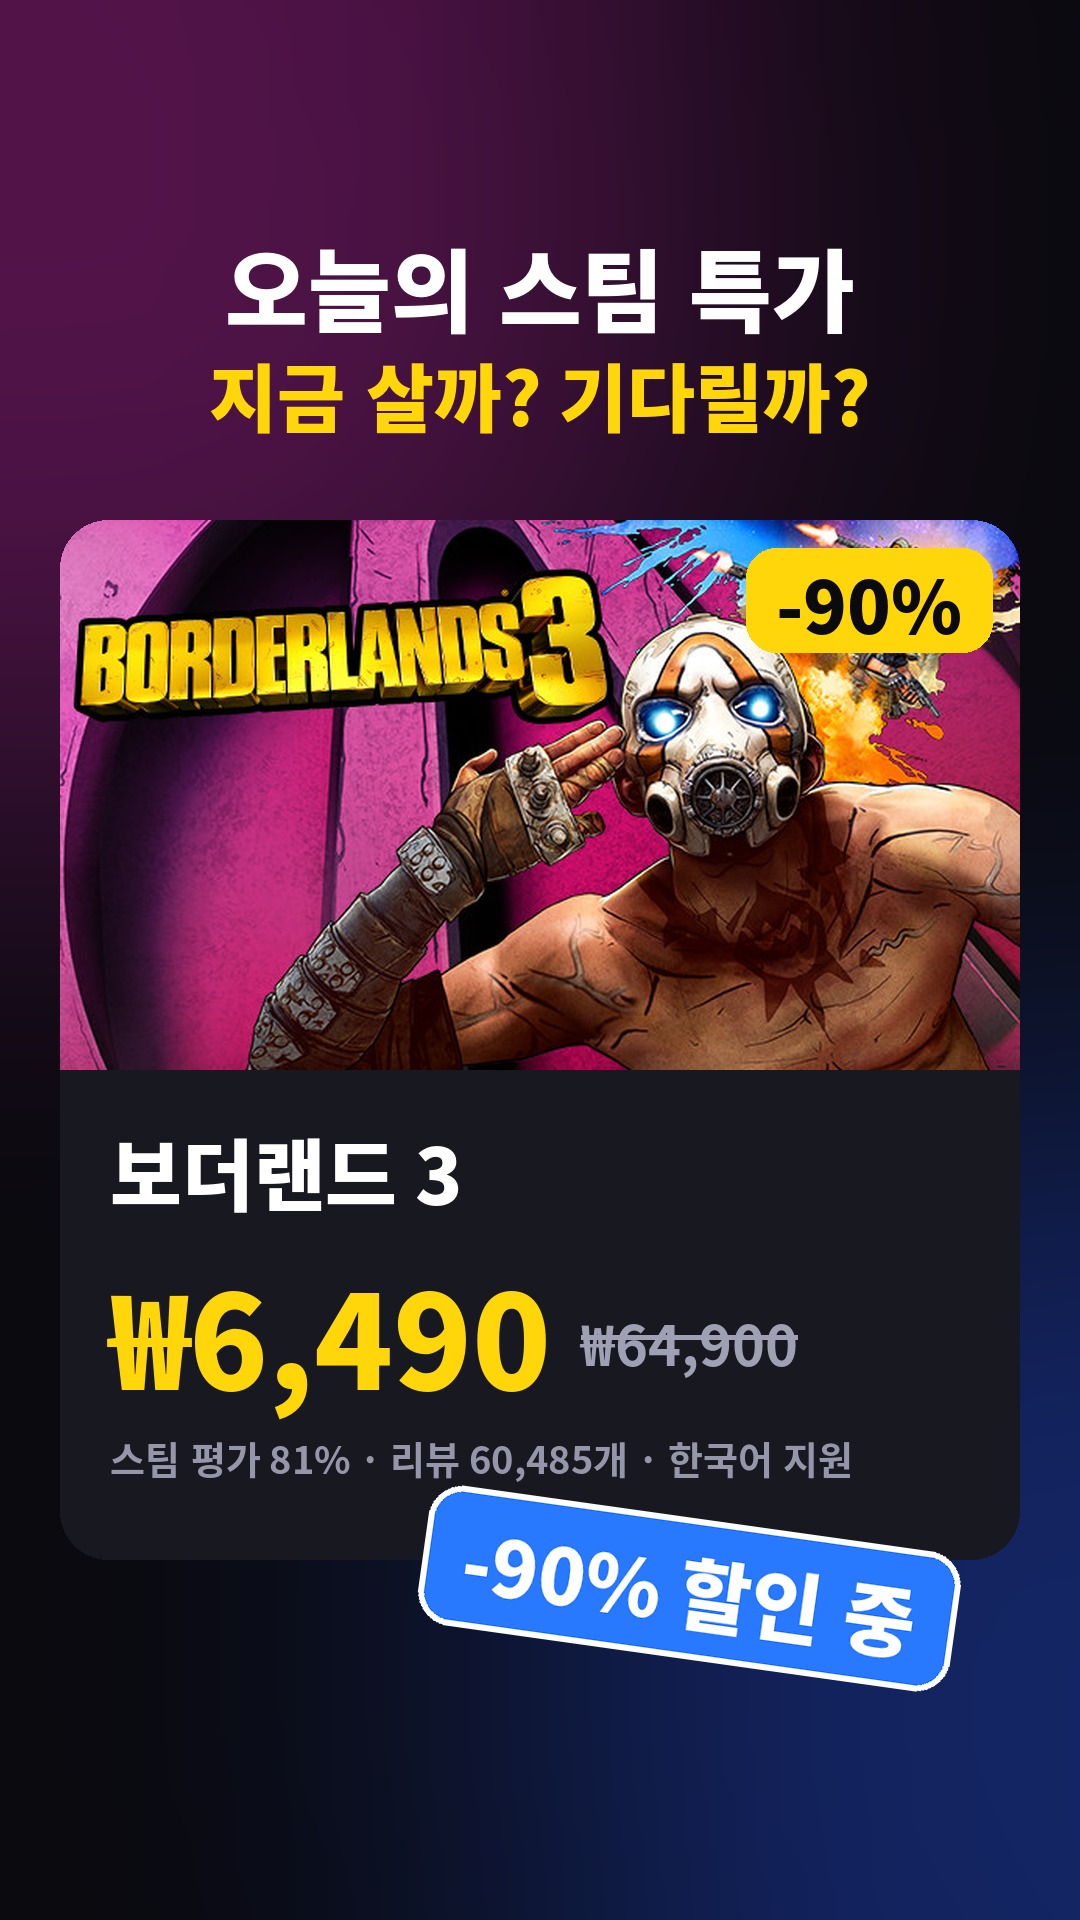 오늘의 스팀 특가
지금 살까? 기다릴까?
-90%
BORDERLANDS 3
보더랜드 3
₩6,490 ₩64,900
스팀 평가 81% · 리뷰 60,485개 · 한국어 지원
-90% 할인 중